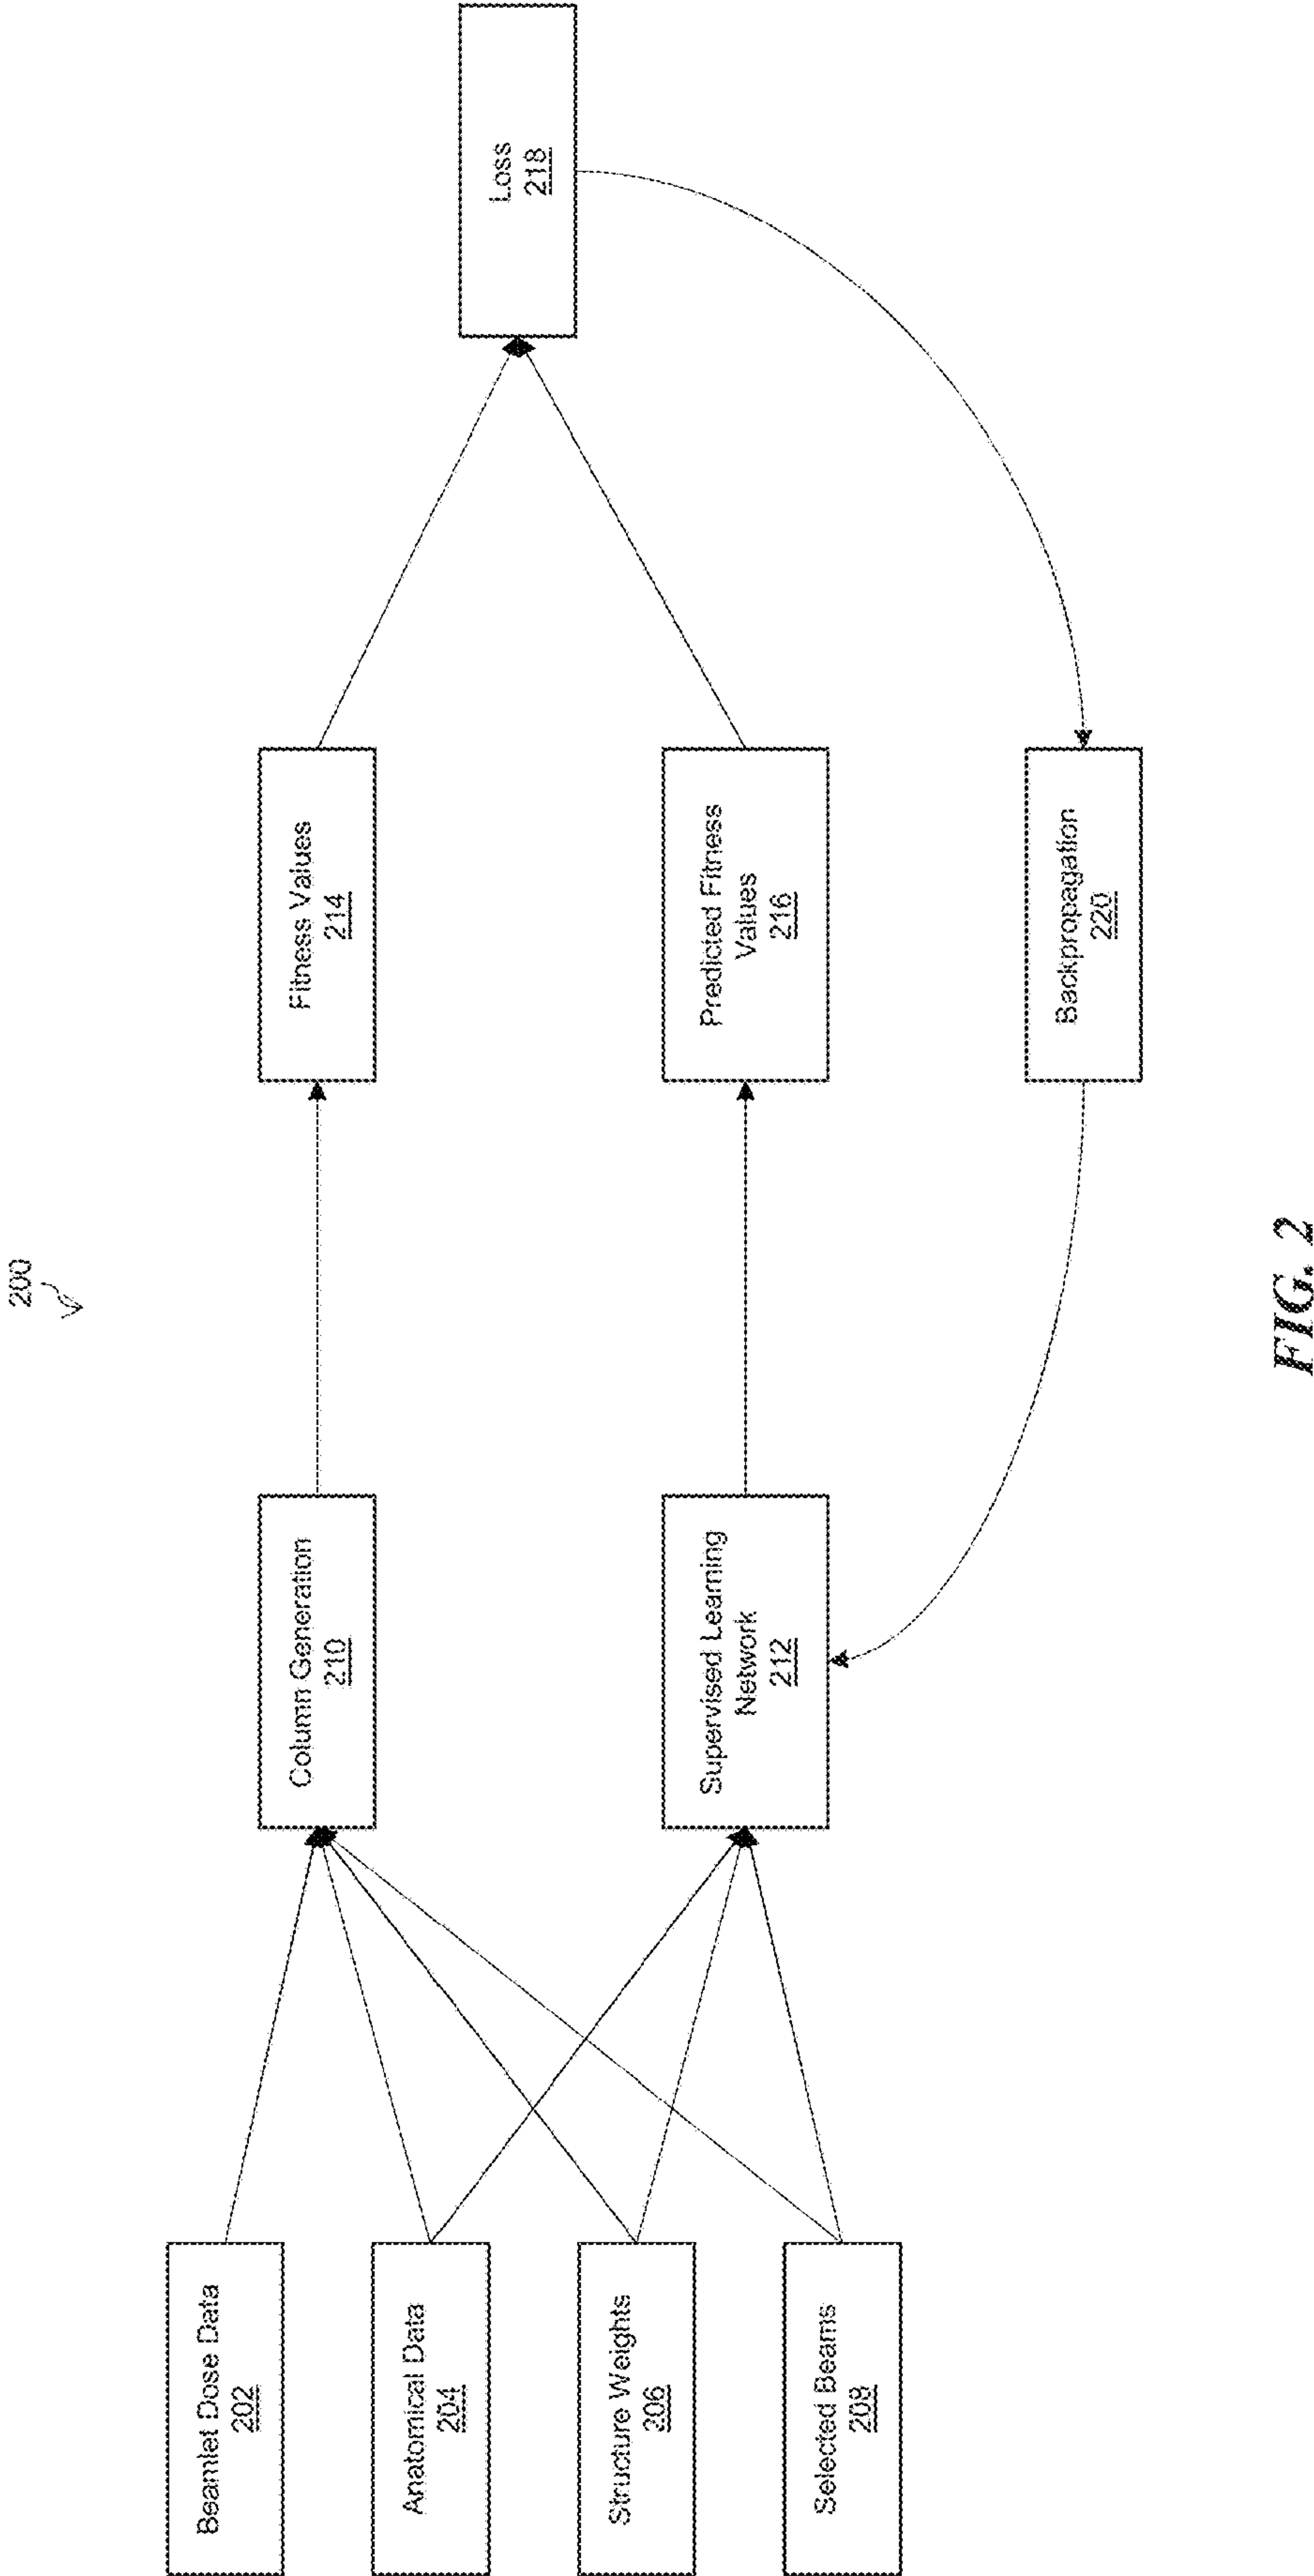 200
Beamlet Dose Data
202
Anatomical Data
204
Structure Weights
206
Selected Beams
208
Column Generation
210
Supervised Learning
Network
212
Fitness Values
214
Predicted Fitness
Values
216
Backpropagation
220
Loss
218
FIG. 2